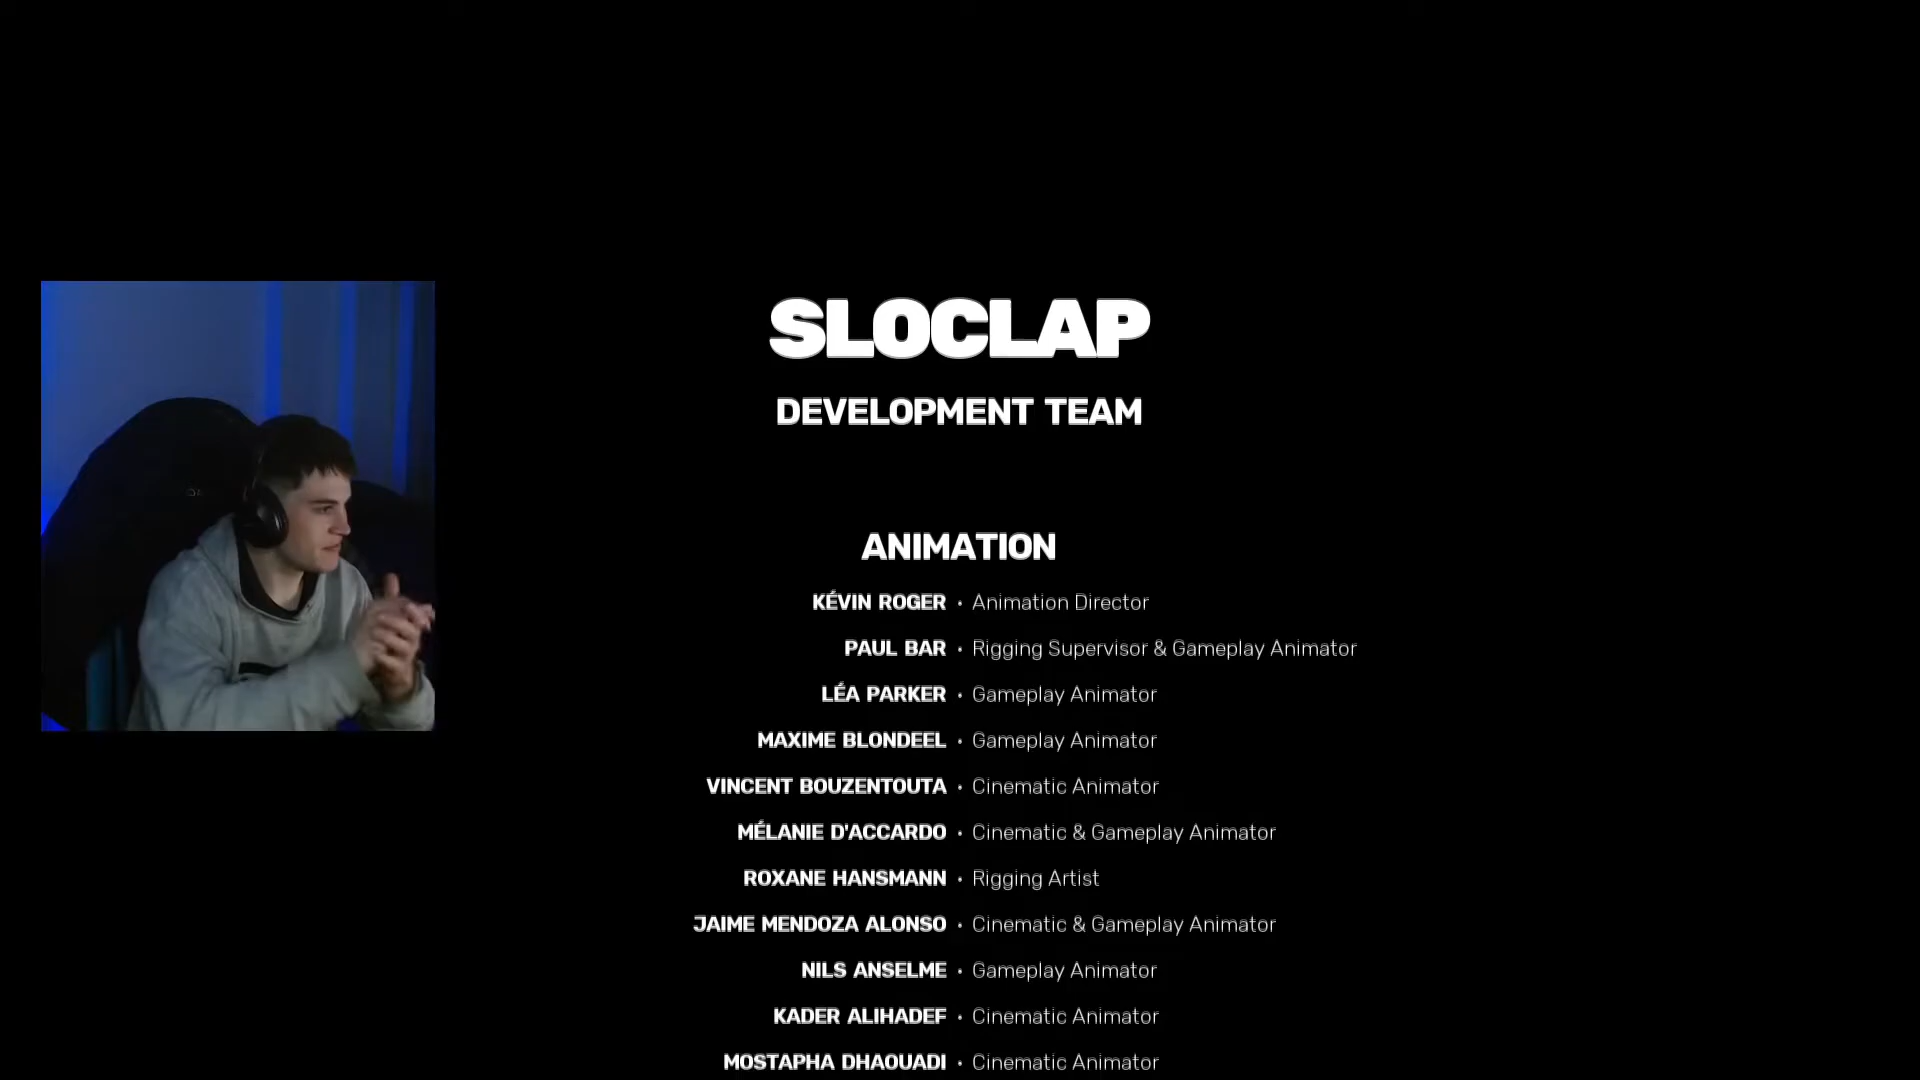 SLOCLAP
DEVELOPMENT TEAM
ANIMATION
KÉVIN ROGER • Animation Director
PAUL BAR • Rigging Supervisor & Gameplay Animator
LÉA PARKER • Gameplay Animator
MAXIME BLONDEEL • Gameplay Animator
VINCENT BOUZENTOUTA • Cinematic Animator
MÉLANIE D'ACCARDO • Cinematic & Gameplay Animator
ROXANE HANSMANN • Rigging Artist
JAIME MENDOZA ALONSO • Cinematic & Gameplay Animator
NILS ANSELME • Gameplay Animator
KADER ALIHADEF • Cinematic Animator
MOSTAPHA DHAOUADI • Cinematic Animator